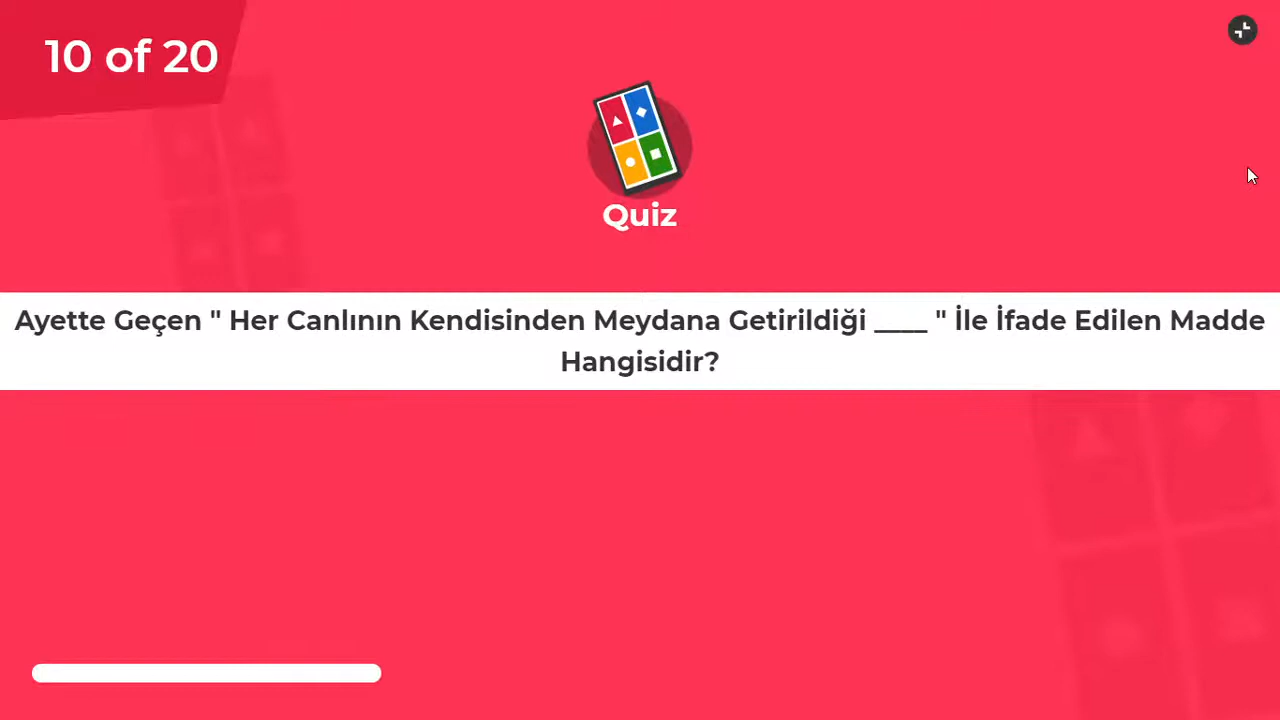 10 of 20
Quiz
Ayette Geçen " Her Canlının Kendisinden Meydana Getirildiği ____ " İle İfade Edilen Madde
Hangisidir?